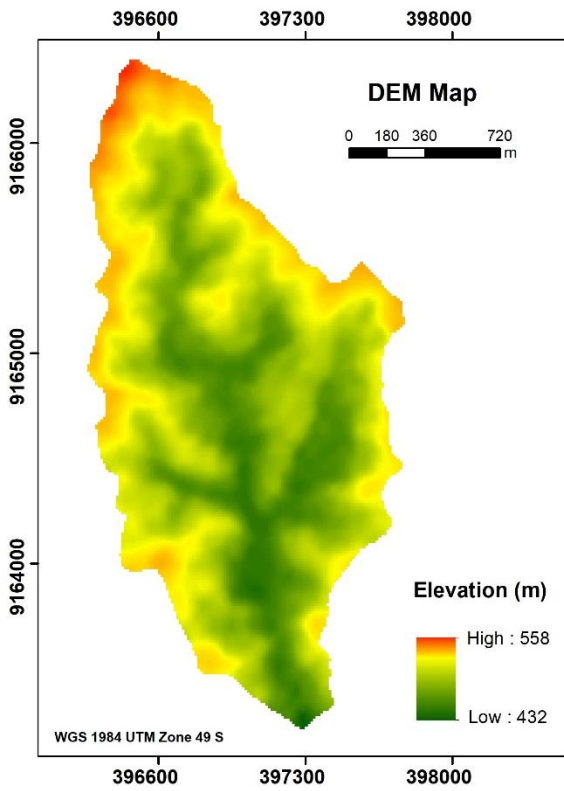 396600 397300 398000
DEM Map
0 180 360 720
m
9166000
9165000
9164000
Elevation (m)
High : 558
Low : 432
WGS 1984 UTM Zone 49 S
396600 397300 398000